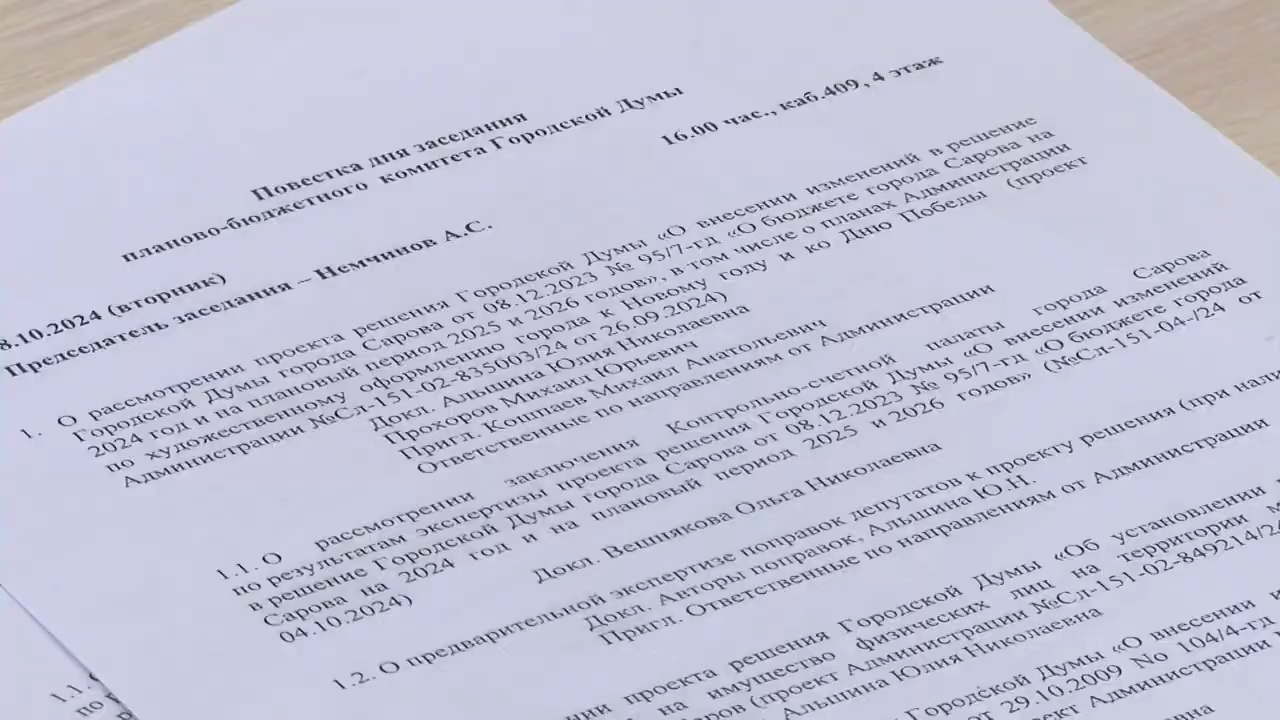 Повестка дня заседания
планово-бюджетного комитета Городской Думы
16.00 час., каб.409, 4 этаж
8.10.2024 (вторник)
Председатель заседания – Немчинов А.С.
1. О рассмотрении проекта решения Городской Думы «О внесении изменений в решение
Городской Думы города Сарова от 08.12.2023 № 95/7-гд «О бюджете города Сарова на
2024 год и на плановый период 2025 и 2026 годов», в том числе о планах Администрации
по художественному оформлению города к Новому году и ко Дню Победы (проект
Администрации №Сл-151-02-835003/24 от 26.09.2024)
Докл. Альшина Юлия Николаевна
Прохоров Михаил Юрьевич
Пригл. Кошпаев Михаил Анатольевич
Ответственные по направлениям от Администрации
1.1. О рассмотрении заключения Контрольно-счетной палаты города Сарова
по результатам экспертизы проекта решения Городской Думы «О внесении изменений
в решение Городской Думы города Сарова от 08.12.2023 № 95/7-гд «О бюджете города
Сарова на 2024 год и на плановый период 2025 и 2026 годов» (№Сл-151-04-/24 от
04.10.2024)
Докл. Вешнякова Ольга Николаевна
1.2. О предварительной экспертизе поправок депутатов к проекту решения (при нали
Докл. Авторы поправок, Альшина Ю.Н.
Пригл. Ответственные по направлениям от Администрации
проекта решения Городской Думы «Об установлении
на имущество физических лиц на территории
(проект Администрации №Сл-151-02-849214/24
Альшина Юлия Николаевна
Городской Думы «О внесении
от 29.10.2009 No 104/4-гд
Администрации
1.1.
по